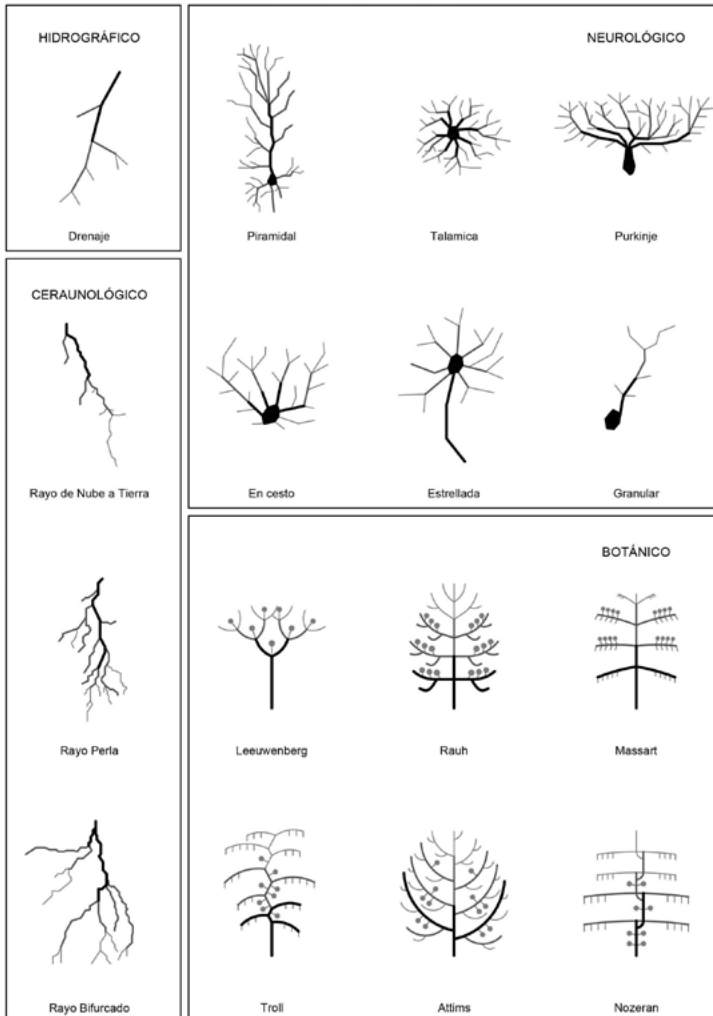 HIDROGRÁFICO
Drenaje
NEUROLÓGICO
Piramidal
Talamica
Purkinje
En cesto
Estrellada
Granular
CERAUNOLÓGICO
Rayo de Nube a Tierra
Rayo Perla
Rayo Bifurcado
BOTÁNICO
Leeuwenberg
Rauh
Massart
Troll
Attims
Nozeran